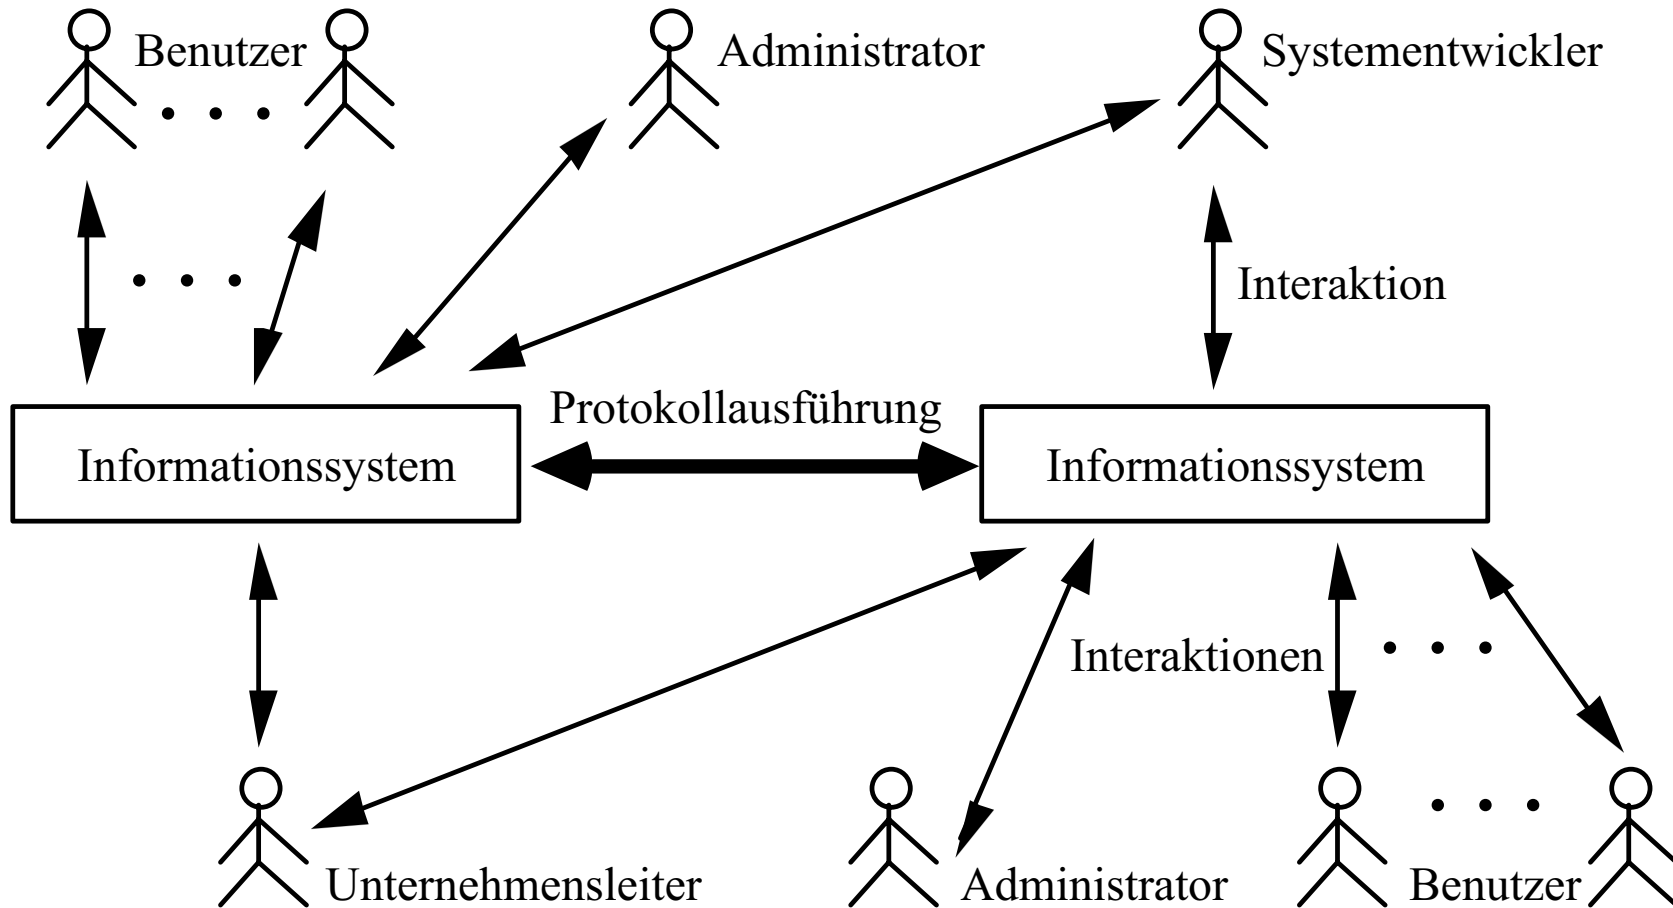 Benutzer
Administrator
Systementwickler
Interaktion
Protokollausführung
Informationssystem
Informationssystem
Interaktionen
Unternehmensleiter
Administrator
Benutzer